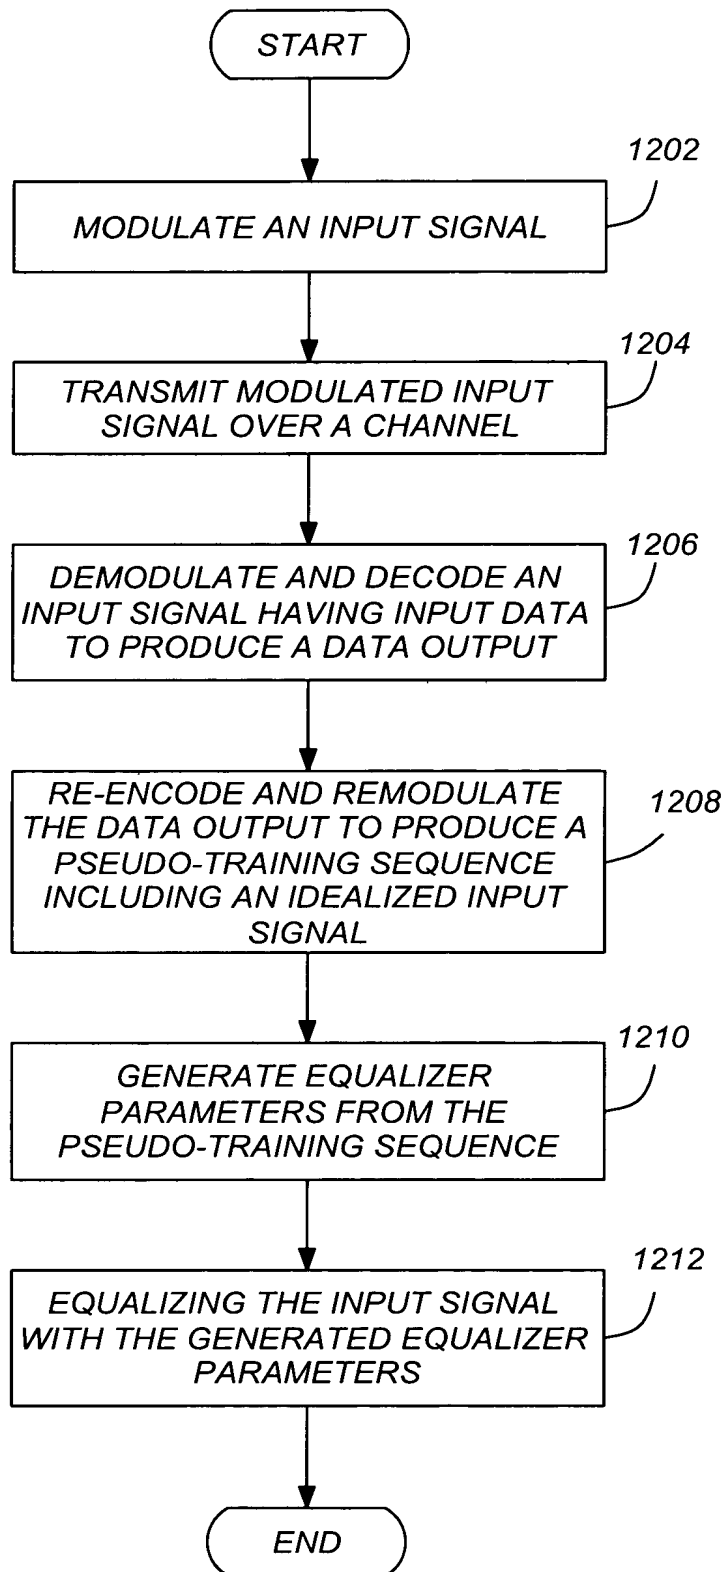 START
1202
MODULATE AN INPUT SIGNAL
1204
TRANSMIT MODULATED INPUT
SIGNAL OVER A CHANNEL
1206
DEMODULATE AND DECODE AN
INPUT SIGNAL HAVING INPUT DATA
TO PRODUCE A DATA OUTPUT
1208
RE-ENCODE AND REMODULATE
THE DATA OUTPUT TO PRODUCE A
PSEUDO-TRAINING SEQUENCE
INCLUDING AN IDEALIZED INPUT
SIGNAL
1210
GENERATE EQUALIZER
PARAMETERS FROM THE
PSEUDO-TRAINING SEQUENCE
1212
EQUALIZING THE INPUT SIGNAL
WITH THE GENERATED EQUALIZER
PARAMETERS
END